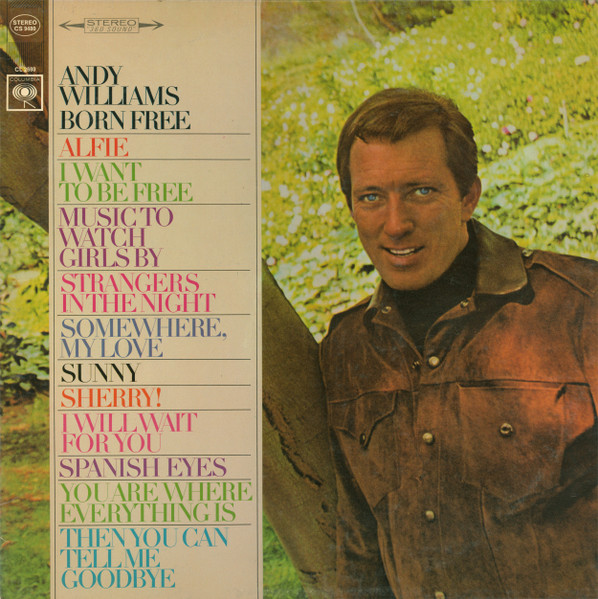 STEREO
CS 9480
STEREO
"360 SOUND"
COLUMBIA
ANDY
WILLIAMS
BORN FREE
ALFIE
I WANT
TO BE FREE
MUSIC TO
WATCH
GIRLS BY
STRANGERS
IN THE NIGHT
SOMEWHERE,
MY LOVE
SUNNY
SHERRY!
I WILL WAIT
FOR YOU
SPANISH EYES
YOU ARE WHERE
EVERYTHING IS
THEN YOU CAN
TELL ME
GOODBYE